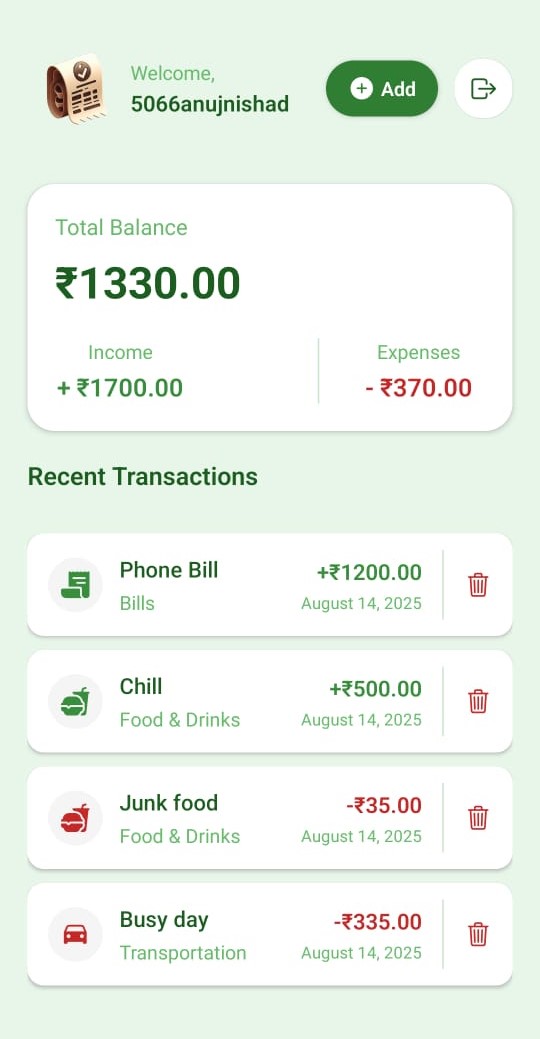 Welcome,
5066anujnishad
Add
Total Balance
₹1330.00
Income
+ ₹1700.00
Expenses
- ₹370.00
Recent Transactions
Phone Bill
Bills
+₹1200.00
August 14, 2025
Chill
Food & Drinks
+₹500.00
August 14, 2025
Junk food
Food & Drinks
-₹35.00
August 14, 2025
Busy day
Transportation
-₹335.00
August 14, 2025